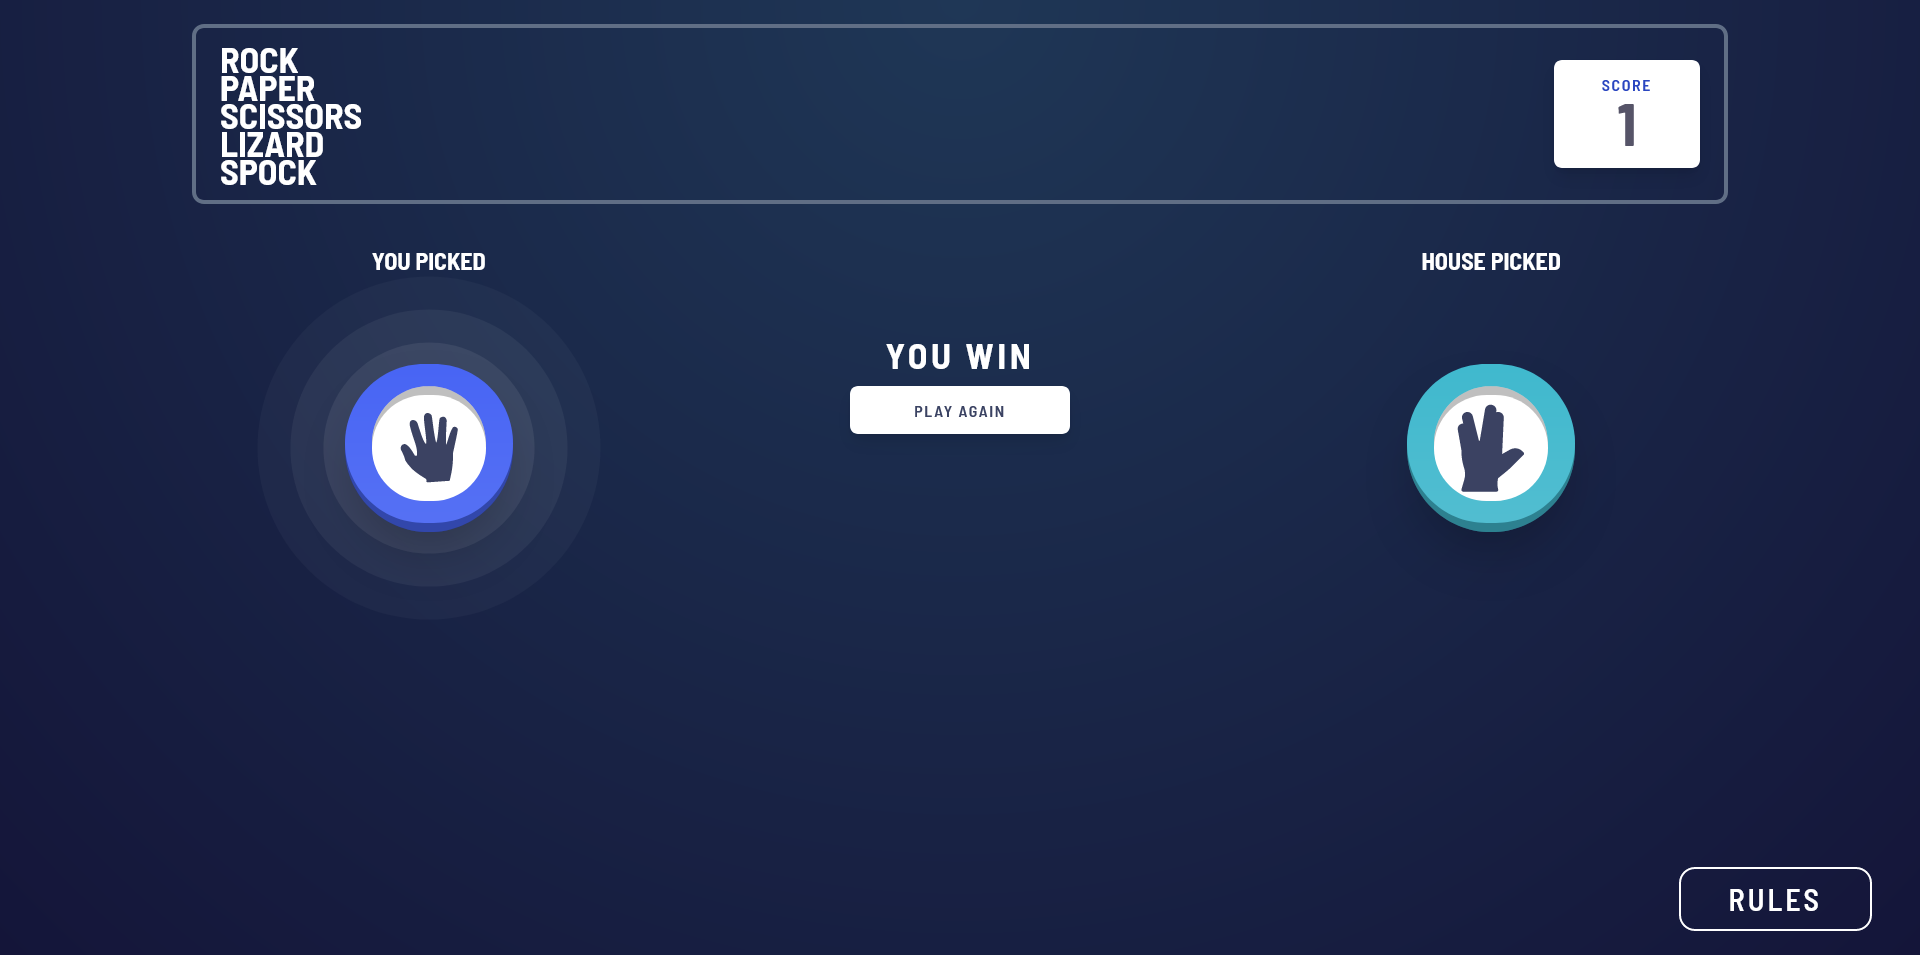 ROCK
PAPER
SCISSORS
LIZARD
SPOCK
SCORE
1
YOU PICKED
HOUSE PICKED
YOU WIN
PLAY AGAIN
RULES